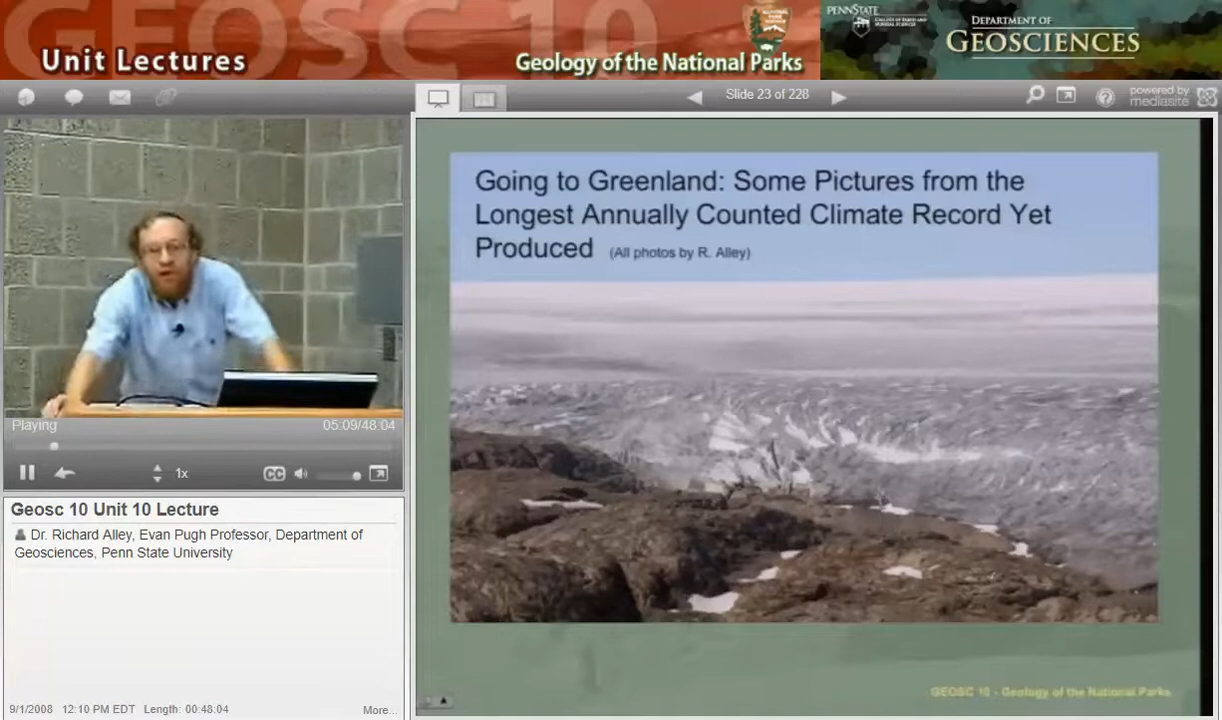 GEOSC 10
Unit Lectures
Geology of the National Parks
PENNSTATE
DEPARTMENT OF
GEOSCIENCES
Slide 23 of 228
powered by
mediasite
Going to Greenland: Some Pictures from the
Longest Annually Counted Climate Record Yet
Produced (All photos by R. Alley)
Playing
05:09/48:04
1x
CC
Geosc 10 Unit 10 Lecture
Dr. Richard Alley, Evan Pugh Professor, Department of
Geosciences, Penn State University
9/1/2008 12:10 PM EDT Length: 00:48:04
More...
GEOSC 10 - Geology of the National Parks